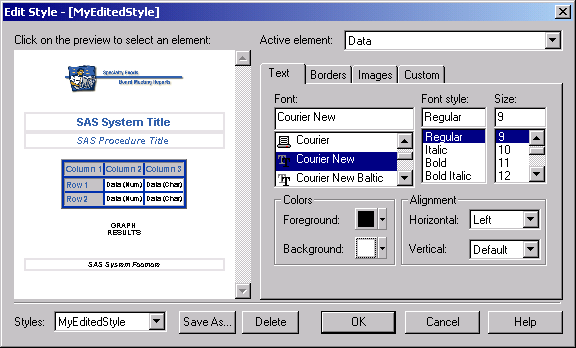 Edit Style - [MyEditedStyle]
Click on the preview to select an element:
Active element: Data
Specialty Foods
Board Meeting Reports
SAS System Title
SAS Procedure Title
Column 1 Column 2 Column 3
Row 1 Data (Num) Data (Char)
Row 2 Data (Num) Data (Char)
GRAPH
RESULTS
SAS System Footnote
Text Borders Images Custom
Font: Font style: Size:
Courier New Regular 9
Courier Regular 9
Courier New Italic 10
Courier New Baltic Bold 11
Bold Italic 12
Colors Alignment
Foreground: Horizontal: Left
Background: Vertical: Default
Styles: MyEditedStyle Save As... Delete OK Cancel Help